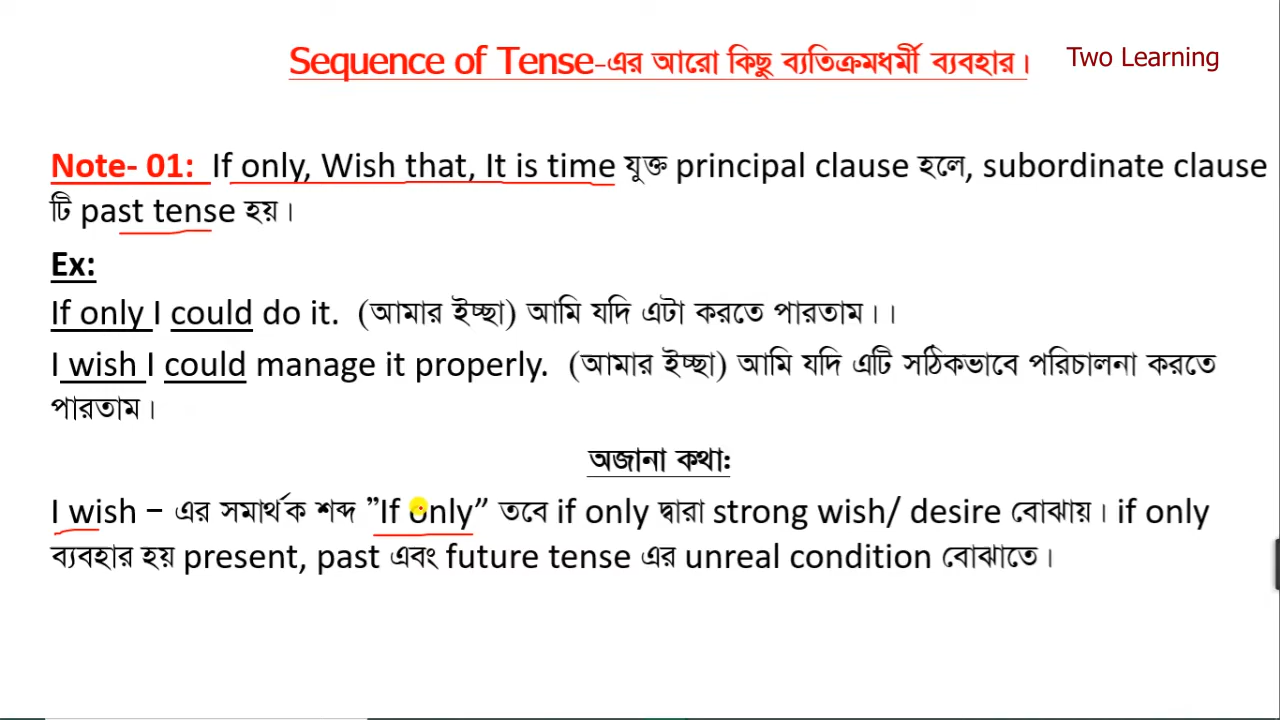 Sequence of Tense-এর আরো কিছু ব্যতিক্রমধর্মী ব্যবহার।
Two Learning
Note- 01: If only, Wish that, It is time যুক্ত principal clause হলে, subordinate clause
টি past tense হয়।
Ex:
If only I could do it. (আমার ইচ্ছা) আমি যদি এটা করতে পারতাম।।
I wish I could manage it properly. (আমার ইচ্ছা) আমি যদি এটি সঠিকভাবে পরিচালনা করতে
পারতাম।
অজানা কথা:
I wish – এর সমার্থক শব্দ ”If only” তবে if only দ্বারা strong wish/ desire বোঝায়। if only
ব্যবহার হয় present, past এবং future tense এর unreal condition বোঝাতে।